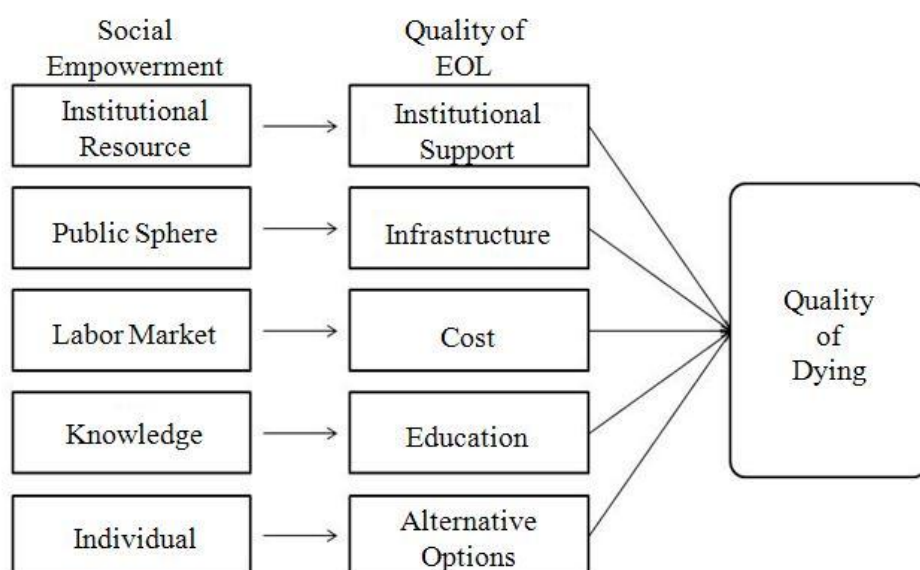 Social
Empowerment
Quality of
EOL
Institutional
Resource
Institutional
Support
Public Sphere
Infrastructure
Labor Market
Cost
Knowledge
Education
Individual
Alternative
Options
Quality
of
Dying